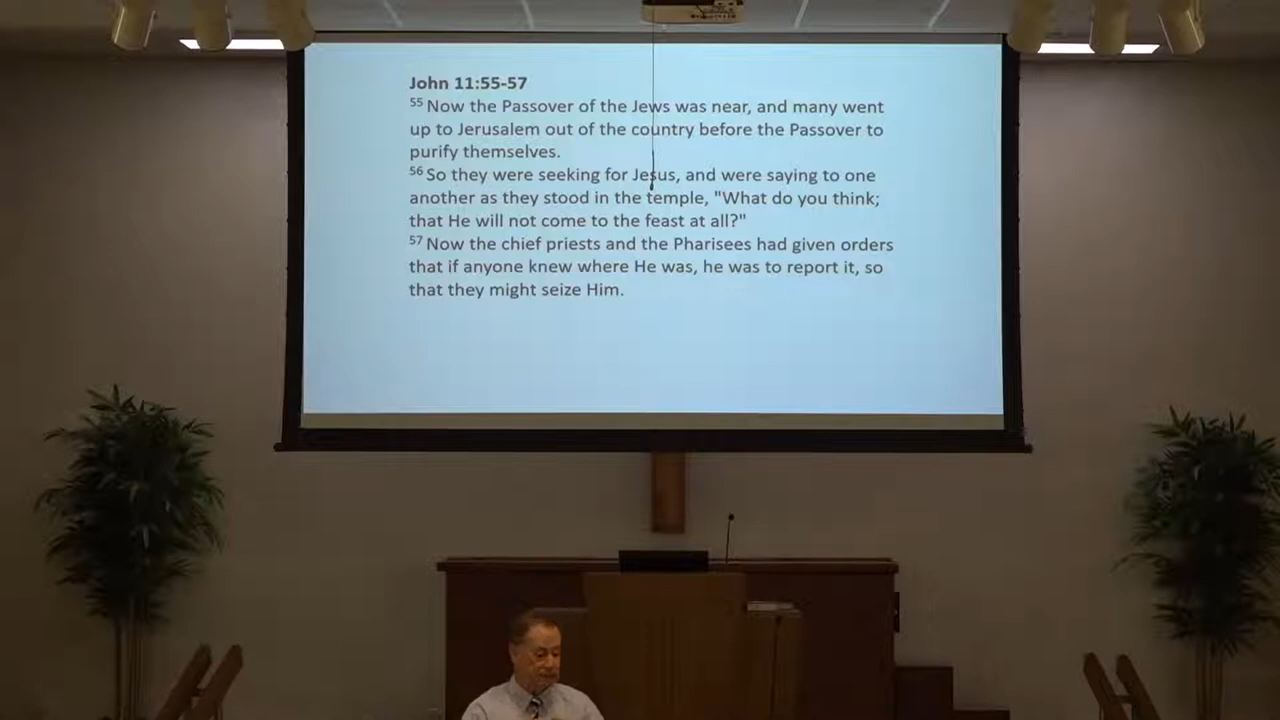 John 11:55-57
55 Now the Passover of the Jews was near, and many went
up to Jerusalem out of the country before the Passover to
purify themselves.
56 So they were seeking for Jesus, and were saying to one
another as they stood in the temple, "What do you think;
that He will not come to the feast at all?"
57 Now the chief priests and the Pharisees had given orders
that if anyone knew where He was, he was to report it, so
that they might seize Him.